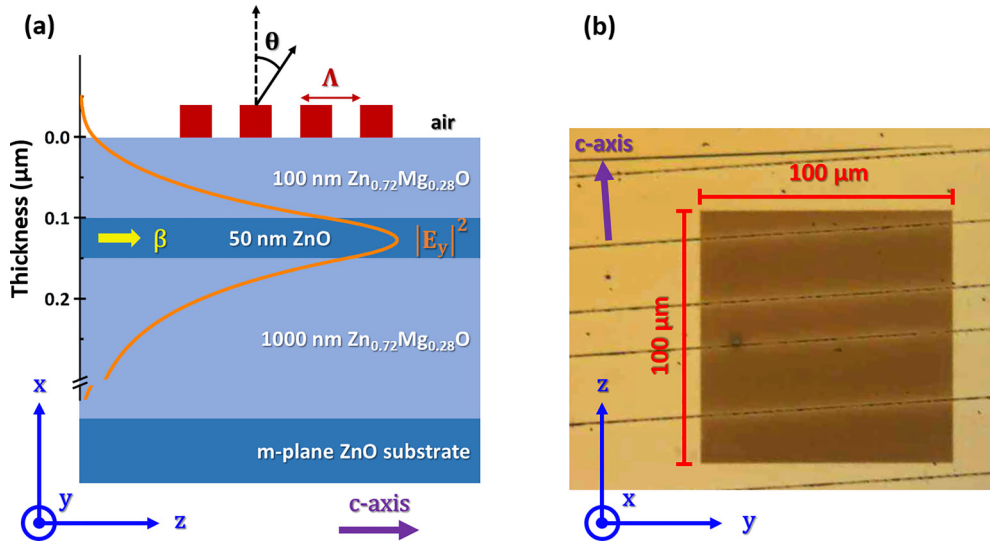 (a)
θ
Λ
air
0.0
100 nm Zn0.72Mg0.28O
Thickness (μm)
0.1
β
50 nm ZnO
|Ey|²
0.2
1000 nm Zn0.72Mg0.28O
x
m-plane ZnO substrate
y
z
c-axis
(b)
c-axis
100 μm
100 μm
z
x
y